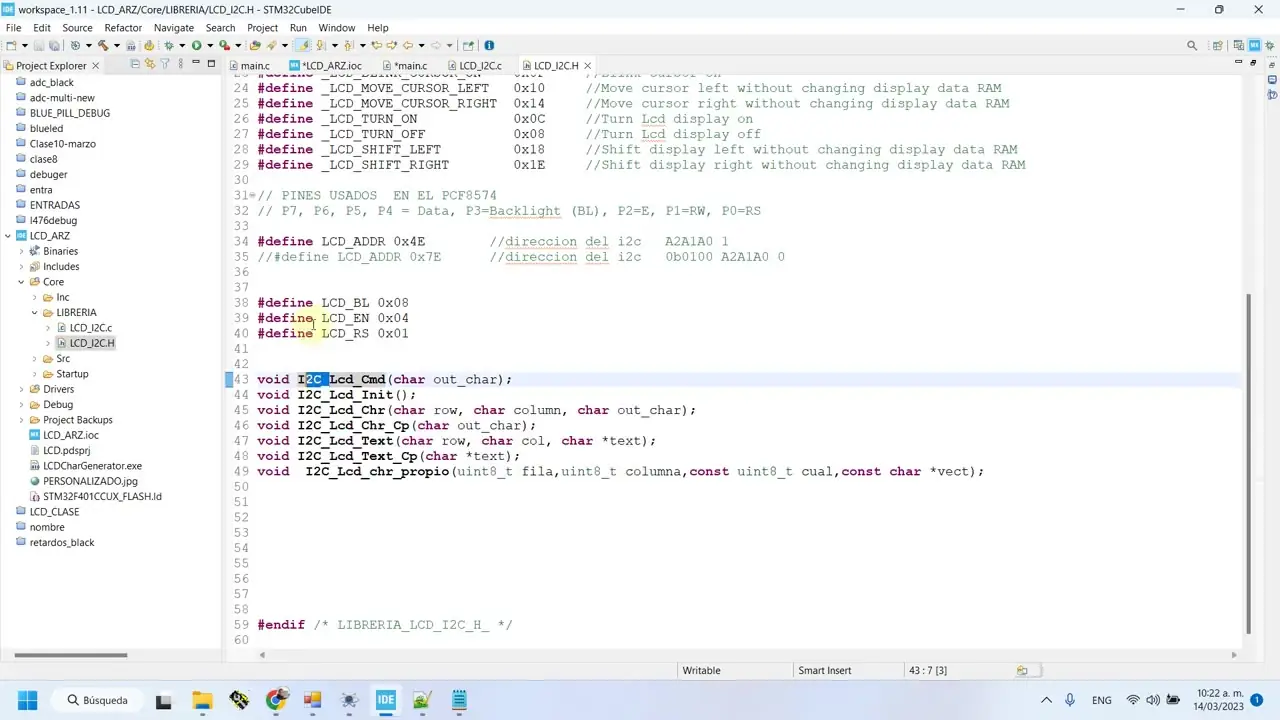 workspace_1.11 - LCD_ARZ/Core/LIBRERIA/LCD_I2C.H - STM32CubeIDE
File Edit Source Refactor Navigate Search Project Run Window Help
Project Explorer
main.c *LCD_ARZ.ioc *main.c LCD_I2C.c LCD_I2C.H
adc_black
adc-multi-new
BLUE_PILL_DEBUG
blueled
Clase10-marzo
clase8
debuger
entra
ENTRADAS
l476debug
LCD_ARZ
Binaries
Includes
Core
Inc
LIBRERIA
LCD_I2C.c
LCD_I2C.H
Src
Startup
Drivers
Debug
Project Backups
LCD_ARZ.ioc
LCD.pdsprj
LCDCharGenerator.exe
PERSONALIZADO.jpg
STM32F401CCUX_FLASH.ld
LCD_CLASE
nombre
retardos_black
23 #define _LCD_BLINK_CURSOR_ON 0x0F //Blink cursor on
24 #define _LCD_MOVE_CURSOR_LEFT 0x10 //Move cursor left without changing display data RAM
25 #define _LCD_MOVE_CURSOR_RIGHT 0x14 //Move cursor right without changing display data RAM
26 #define _LCD_TURN_ON 0x0C //Turn Lcd display on
27 #define _LCD_TURN_OFF 0x08 //Turn Lcd display off
28 #define _LCD_SHIFT_LEFT 0x18 //Shift display left without changing display data RAM
29 #define _LCD_SHIFT_RIGHT 0x1E //Shift display right without changing display data RAM
30
31 // PINES USADOS EN EL PCF8574
32 // P7, P6, P5, P4 = Data, P3=Backlight (BL), P2=E, P1=RW, P0=RS
33
34 #define LCD_ADDR 0x4E //direccion del i2c A2A1A0 1
35 //#define LCD_ADDR 0x7E //direccion del i2c 0b0100 A2A1A0 0
36
37
38 #define LCD_BL 0x08
39 #define LCD_EN 0x04
40 #define LCD_RS 0x01
41
42
43 void I2C_Lcd_Cmd(char out_char);
44 void I2C_Lcd_Init();
45 void I2C_Lcd_Chr(char row, char column, char out_char);
46 void I2C_Lcd_Chr_Cp(char out_char);
47 void I2C_Lcd_Text(char row, char col, char *text);
48 void I2C_Lcd_Text_Cp(char *text);
49 void I2C_Lcd_chr_propio(uint8_t fila,uint8_t columna,const uint8_t cual,const char *vect);
50
51
52
53
54
55
56
57
58
59 #endif /* LIBRERIA_LCD_I2C_H_ */
60
Writable Smart Insert 43 : 7 [3]
Búsqueda
IDE
ENG
10:22 a. m.
14/03/2023
1